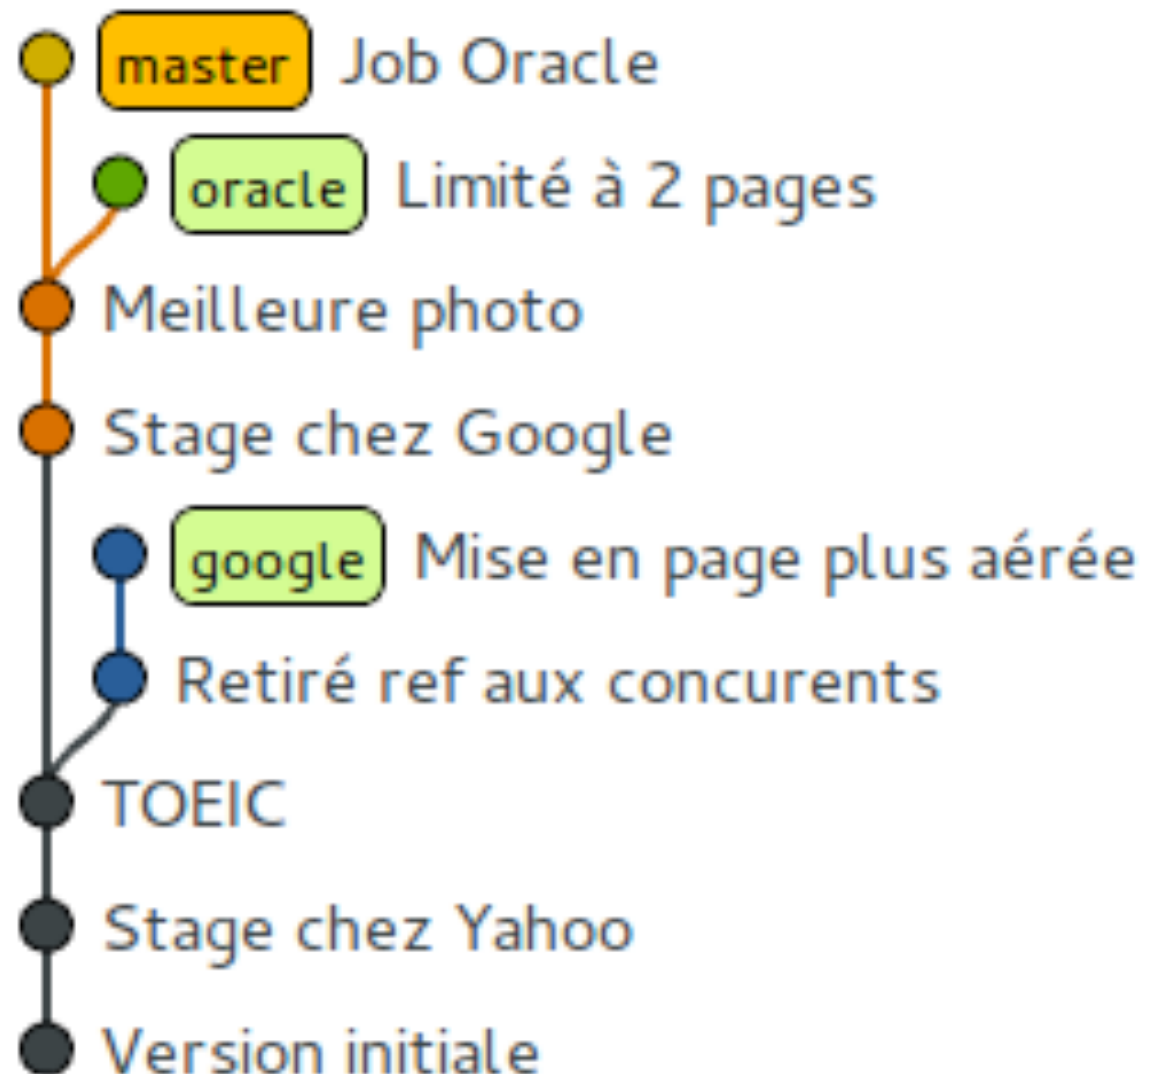 master Job Oracle
oracle Limité à 2 pages
Meilleure photo
Stage chez Google
google Mise en page plus aérée
Retiré ref aux concurents
TOEIC
Stage chez Yahoo
Version initiale